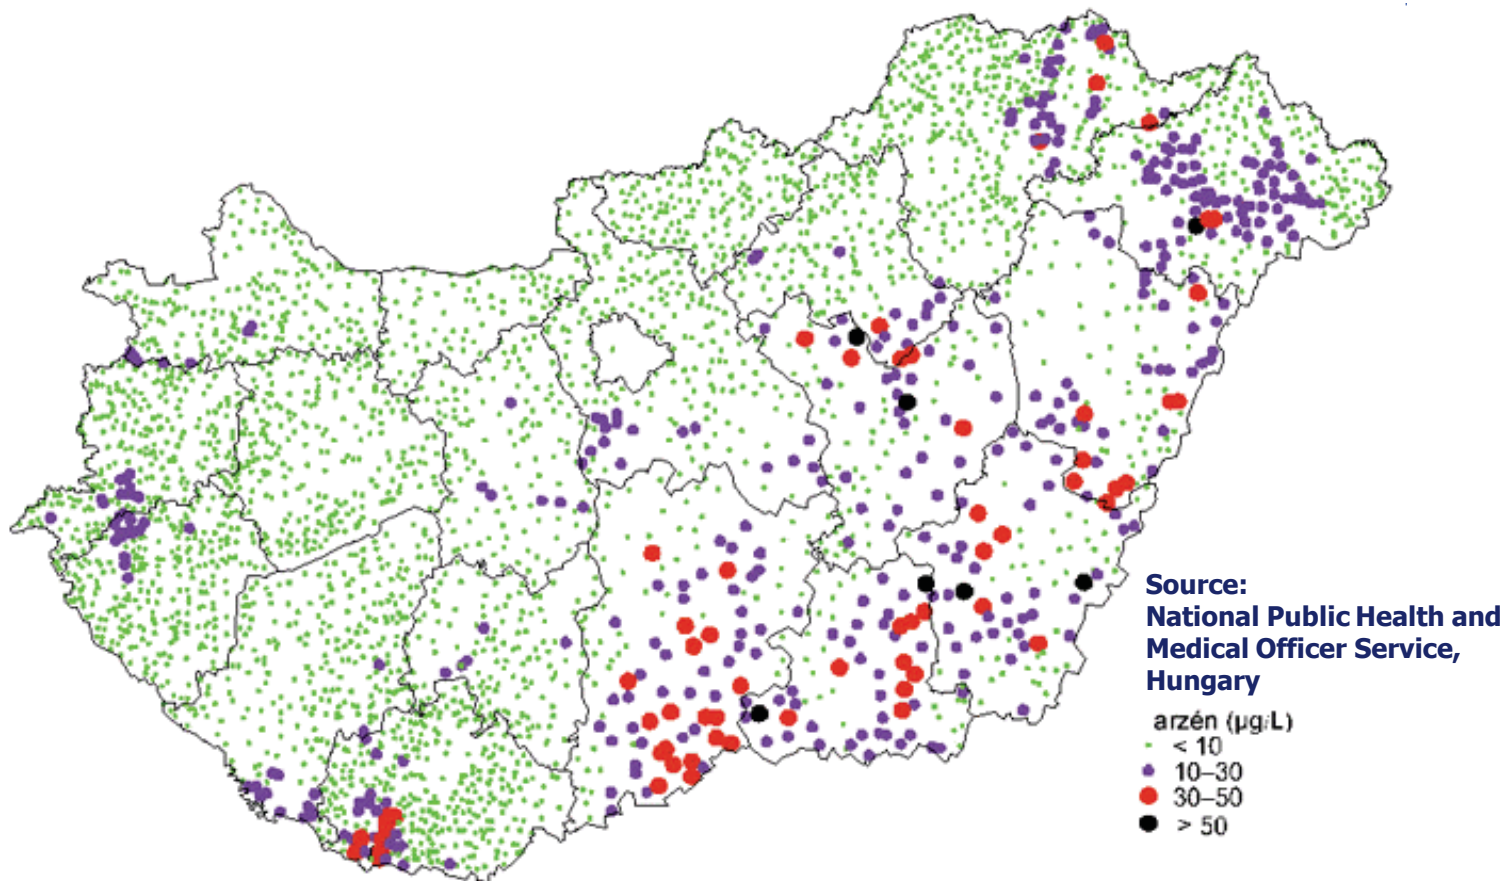 Source:
National Public Health and
Medical Officer Service,
Hungary
arzén (µg/L)
< 10
10–30
30–50
> 50